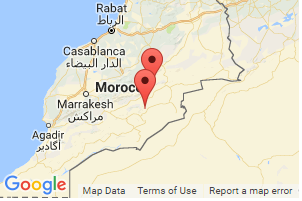 Rabat
الرباط
Casablanca
الدار البيضاء
Moroc
Marrakesh
مراكش
Agadir
أكادير
Google
Map Data
Terms of Use
Report a map error